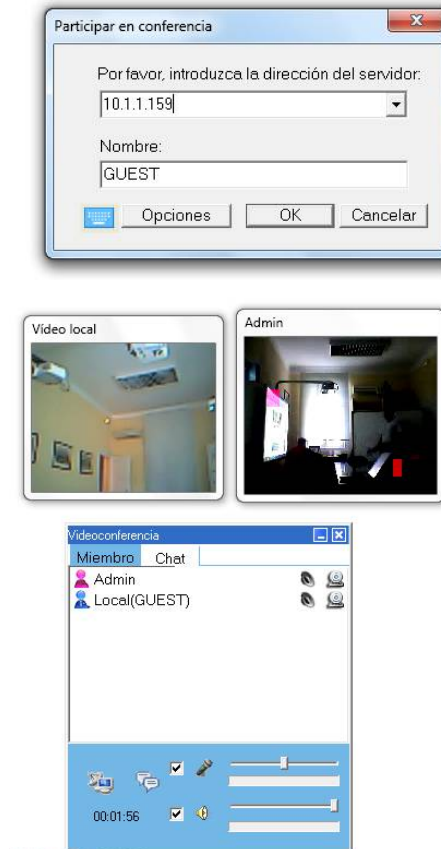 Participar en conferencia
Por favor, introduzca la dirección del servidor:
10.1.1.159
Nombre:
GUEST
Opciones
OK
Cancelar
Vídeo local
Admin
Videoconferencia
Miembro Chat
Admin
Local(GUEST)
00:01:56